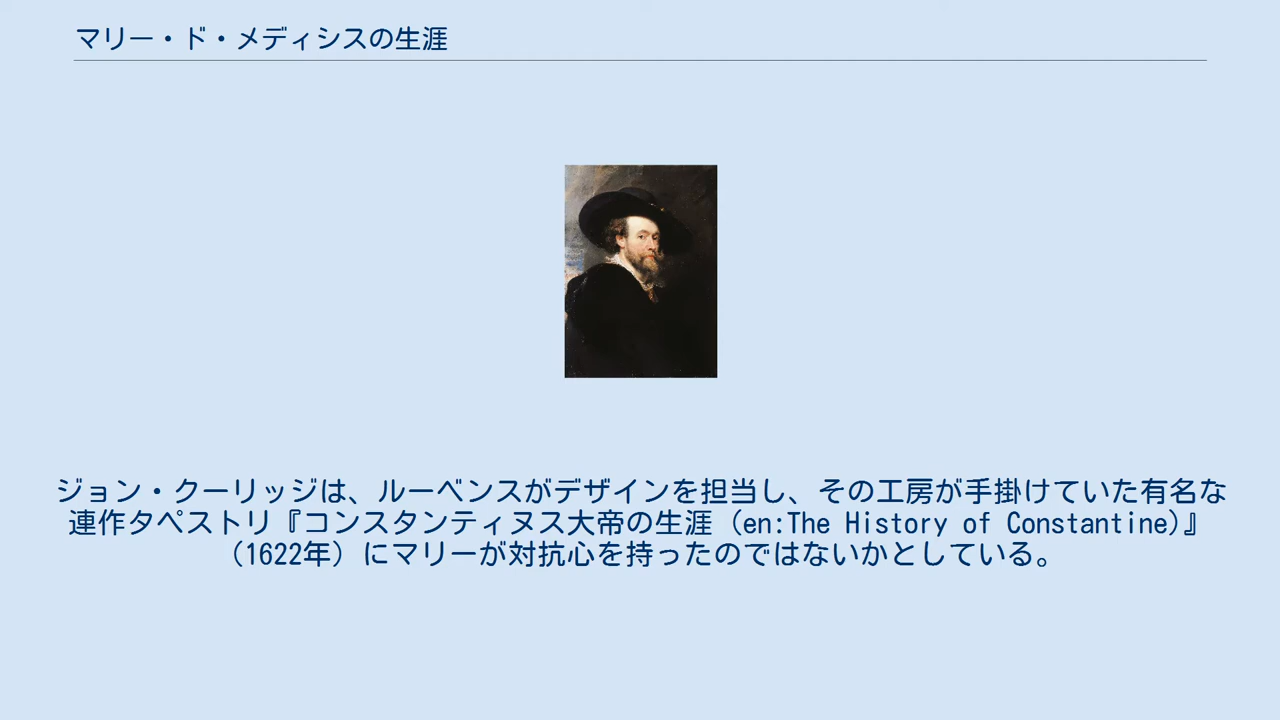 マリー・ド・メディシスの生涯
ジョン・クーリッジは、ルーベンスがデザインを担当し、その工房が手掛けていた有名な
連作タペストリ『コンスタンティヌス大帝の生涯（en:The History of Constantine)』
（1622年）にマリーが対抗心を持ったのではないかとしている。